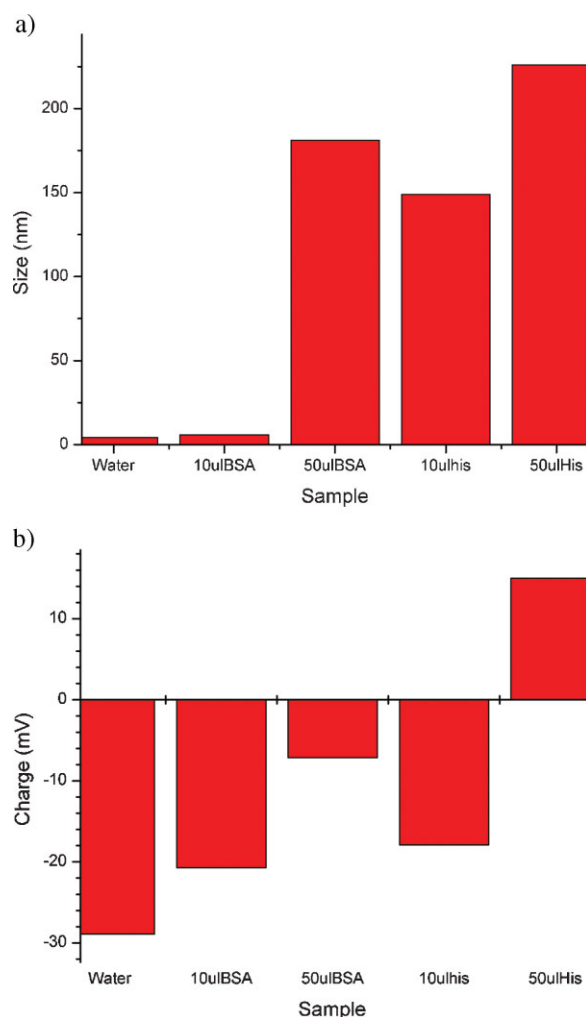 a)
200
150
100
50
0
Size (nm)
Water 10ulBSA 50ulBSA 10ulhis 50ulHis
Sample
b)
10
0
-10
-20
-30
Charge (mV)
Water 10ulBSA 50ulBSA 10ulhis 50ulHis
Sample